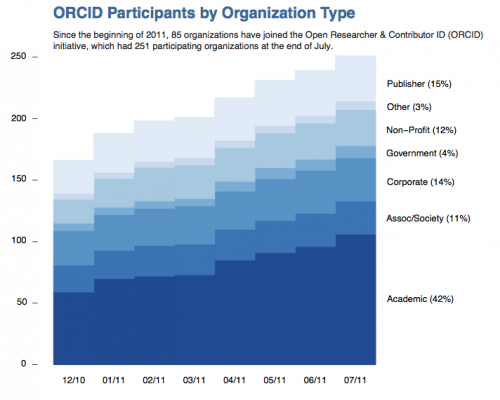 ORCID Participants by Organization Type
Since the beginning of 2011, 85 organizations have joined the Open Researcher & Contributor ID (ORCID)
initiative, which had 251 participating organizations at the end of July.
250
200
150
100
50
0
Publisher (15%)
Other (3%)
Non–Profit (12%)
Government (4%)
Corporate (14%)
Assoc/Society (11%)
Academic (42%)
12/10 01/11 02/11 03/11 04/11 05/11 06/11 07/11